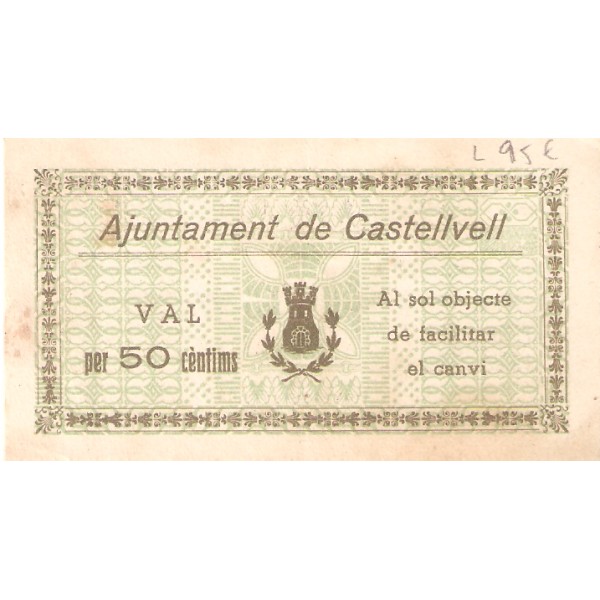 L 95 €
Ajuntament de Castellvell
VAL
per 50 cèntims
Al sol objecte
de facilitar
el canvi